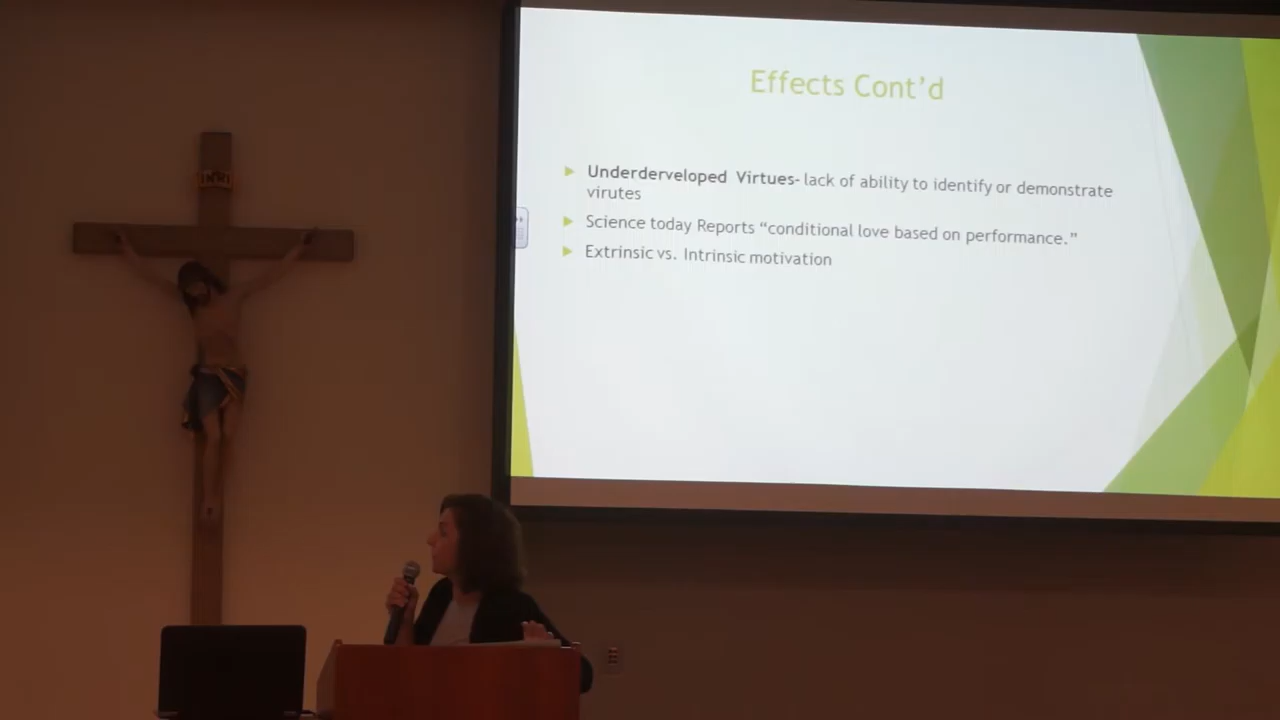 INRI
Effects Cont'd
Underderveloped Virtues- lack of ability to identify or demonstrate
virutes
Science today Reports “conditional love based on performance.”
Extrinsic vs. Intrinsic motivation